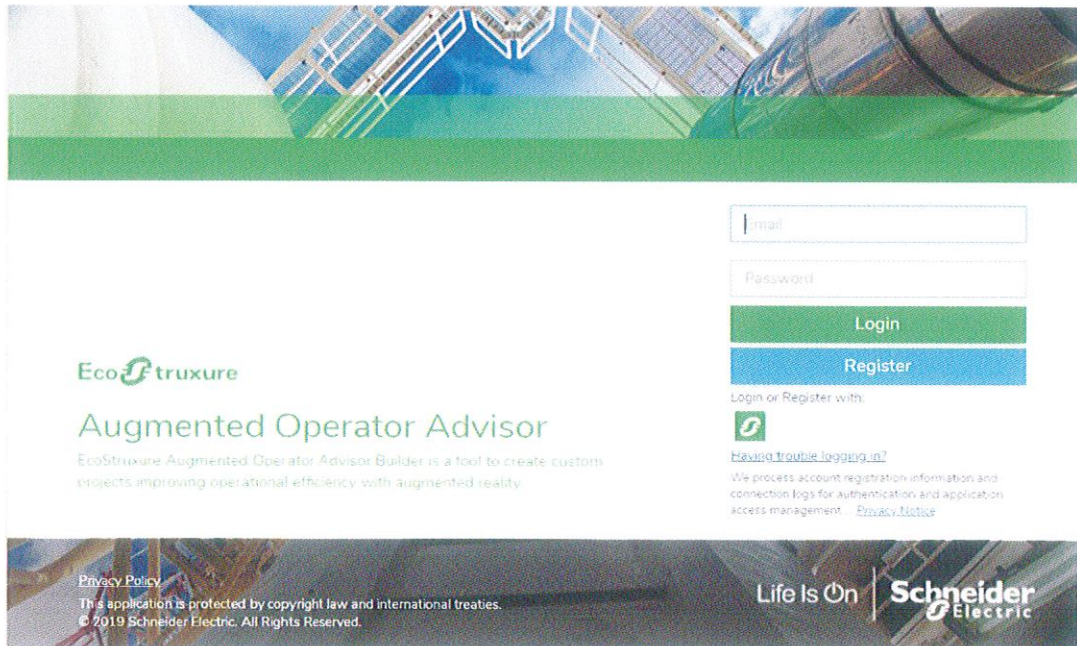 Email
Password
Login
Register
Login or Register with:
Having trouble logging in?
We process account registration information and
connection logs for authentication and application
access management... Privacy Notice
EcoStruxure
Augmented Operator Advisor
EcoStruxure Augmented Operator Advisor Builder is a tool to create custom
projects improving operational efficiency with augmented reality.
Privacy Policy
This application is protected by copyright law and international treaties.
© 2019 Schneider Electric. All Rights Reserved.
Life Is On
Schneider
Electric